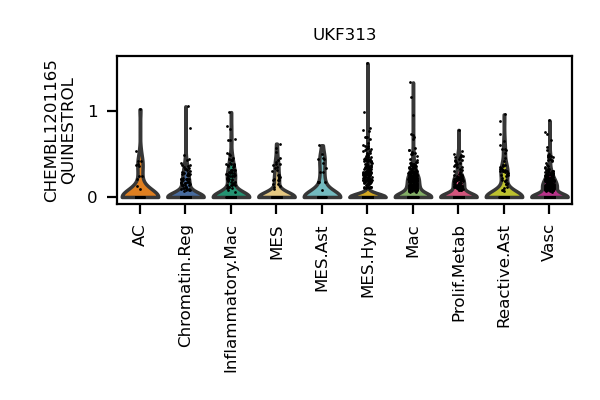 UKF313
CHEMBL1201165
QUINESTROL
1
0
AC
Chromatin.Reg
Inflammatory.Mac
MES
MES.Ast
MES.Hyp
Mac
Prolif.Metab
Reactive.Ast
Vasc